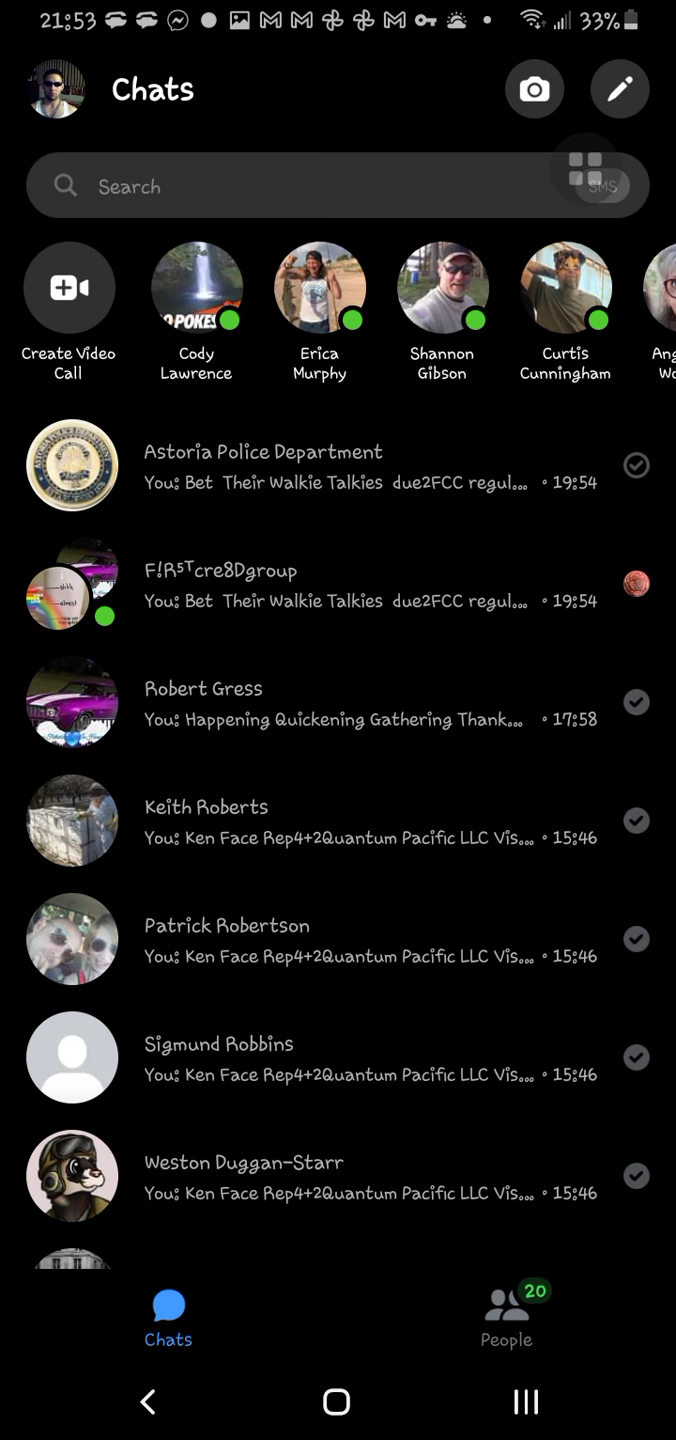 21:53
33%
Chats
Search
SMS
Create Video
Call
Cody
Lawrence
Erica
Murphy
Shannon
Gibson
Curtis
Cunningham
Ang
Wo
O POKES
Astoria Police Department
You: Bet Their Walkie Talkies due2FCC regul... • 19:54
F!R⁵ᵀcre8Dgroup
You: Bet Their Walkie Talkies due2FCC regul... • 19:54
Robert Gress
You: Happening Quickening Gathering Thank... • 17:58
Keith Roberts
You: Ken Face Rep4+2Quantum Pacific LLC Vis... • 15:46
Patrick Robertson
You: Ken Face Rep4+2Quantum Pacific LLC Vis... • 15:46
Sigmund Robbins
You: Ken Face Rep4+2Quantum Pacific LLC Vis... • 15:46
Weston Duggan-Starr
You: Ken Face Rep4+2Quantum Pacific LLC Vis... • 15:46
20
Chats
People